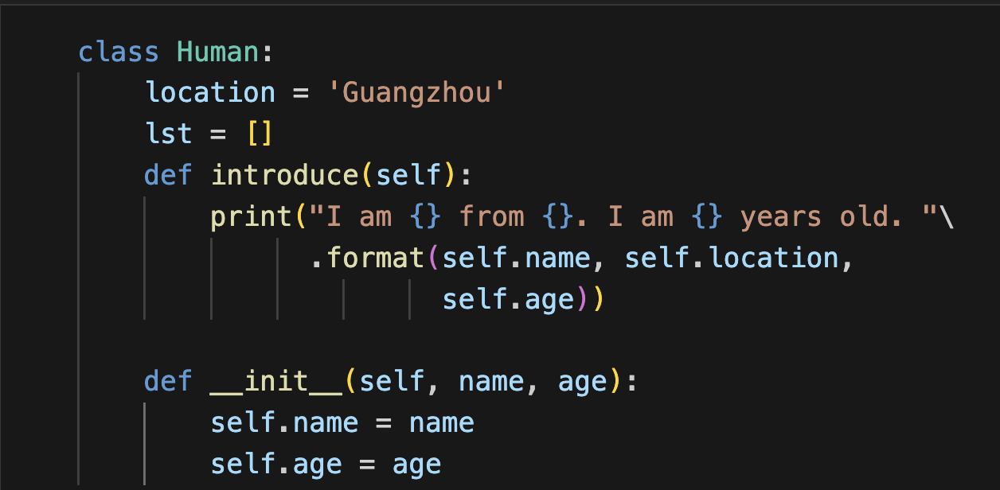 class Human:
    location = 'Guangzhou'
    lst = []
    def introduce(self):
        print("I am {} from {}. I am {} years old. "\
              .format(self.name, self.location,
                      self.age))

    def __init__(self, name, age):
        self.name = name
        self.age = age